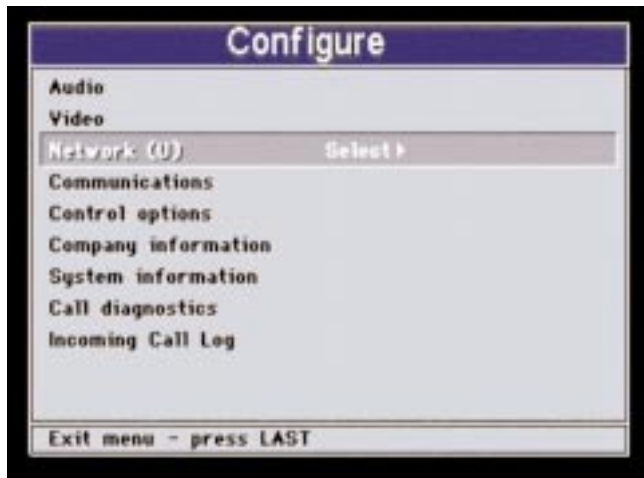 Configure
Audio
Video
Network (U) Select
Communications
Control options
Company information
System information
Call diagnostics
Incoming Call Log
Exit menu - press LAST